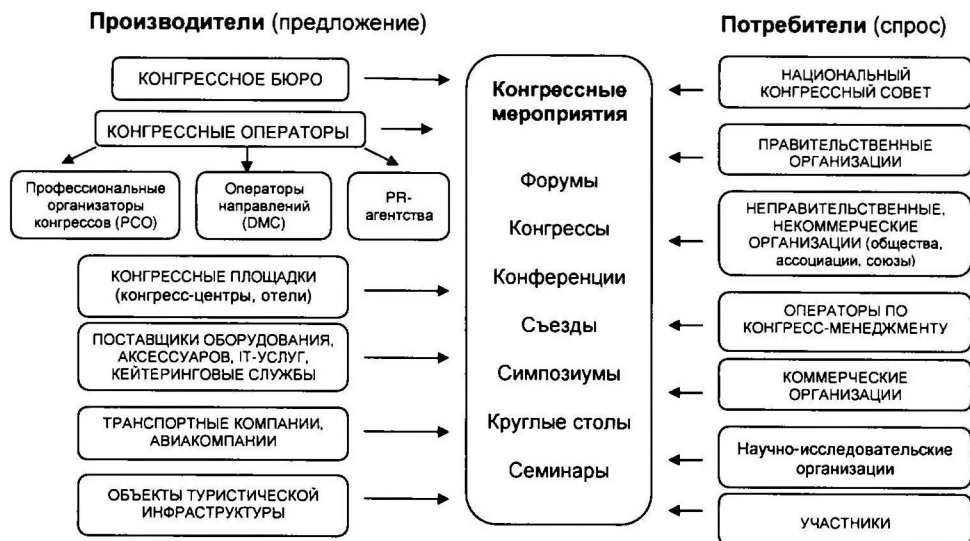 Производители (предложение)
КОНГРЕССНОЕ БЮРО
КОНГРЕССНЫЕ ОПЕРАТОРЫ
Профессиональные
организаторы
конгрессов (РСО)
Операторы
направлений
(DMC)
PR-
агентства
КОНГРЕССНЫЕ ПЛОЩАДКИ
(конгресс-центры, отели)
ПОСТАВЩИКИ ОБОРУДОВАНИЯ,
АКСЕССУАРОВ, IT-УСЛУГ,
КЕЙТЕРИНГОВЫЕ СЛУЖБЫ
ТРАНСПОРТНЫЕ КОМПАНИИ,
АВИАКОМПАНИИ
ОБЪЕКТЫ ТУРИСТИЧЕСКОЙ
ИНФРАСТРУКТУРЫ
Конгрессные
мероприятия
Форумы
Конгрессы
Конференции
Съезды
Симпозиумы
Круглые столы
Семинары
Потребители (спрос)
НАЦИОНАЛЬНЫЙ
КОНГРЕССНЫЙ СОВЕТ
ПРАВИТЕЛЬСТВЕННЫЕ
ОРГАНИЗАЦИИ
НЕПРАВИТЕЛЬСТВЕННЫЕ,
НЕКОММЕРЧЕСКИЕ
ОРГАНИЗАЦИИ (общества,
ассоциации, союзы)
ОПЕРАТОРЫ ПО
КОНГРЕСС-МЕНЕДЖМЕНТУ
КОММЕРЧЕСКИЕ
ОРГАНИЗАЦИИ
Научно-исследовательские
организации
УЧАСТНИКИ